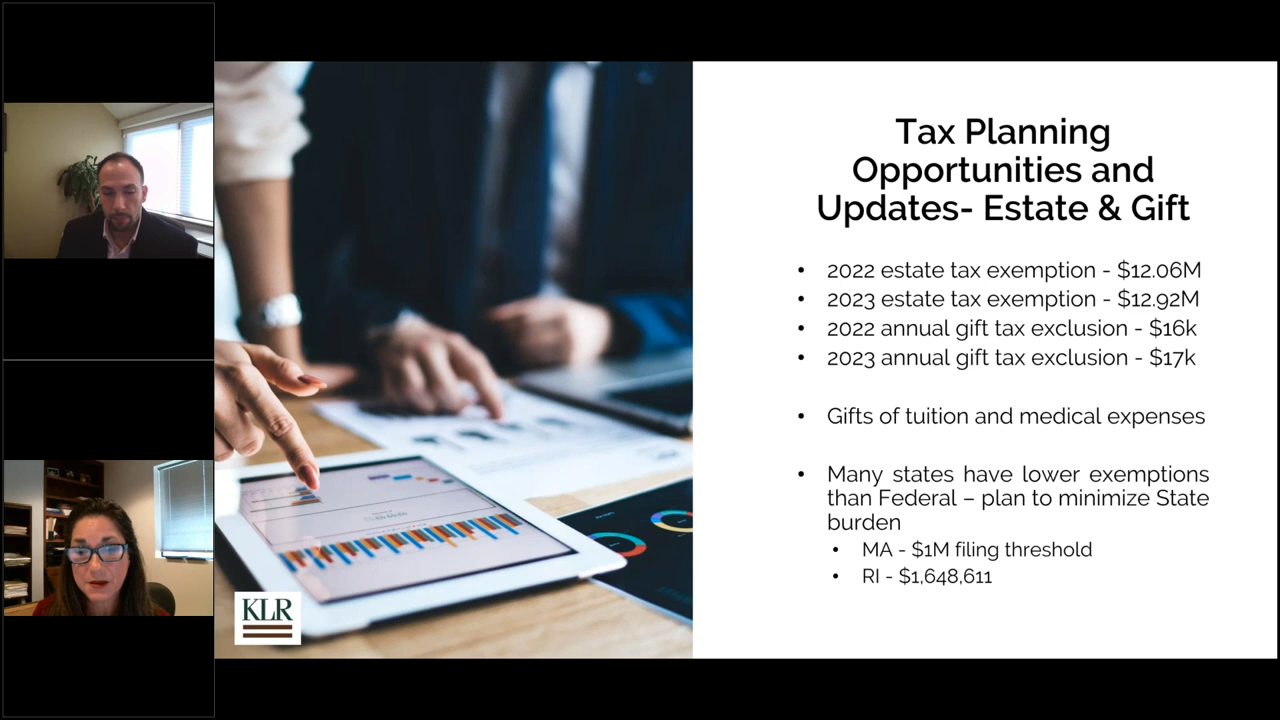 Tax Planning
Opportunities and
Updates- Estate & Gift
• 2022 estate tax exemption - $12.06M
• 2023 estate tax exemption - $12.92M
• 2022 annual gift tax exclusion - $16k
• 2023 annual gift tax exclusion - $17k
• Gifts of tuition and medical expenses
• Many states have lower exemptions
than Federal – plan to minimize State
burden
• MA - $1M filing threshold
• RI - $1,648,611
KLR